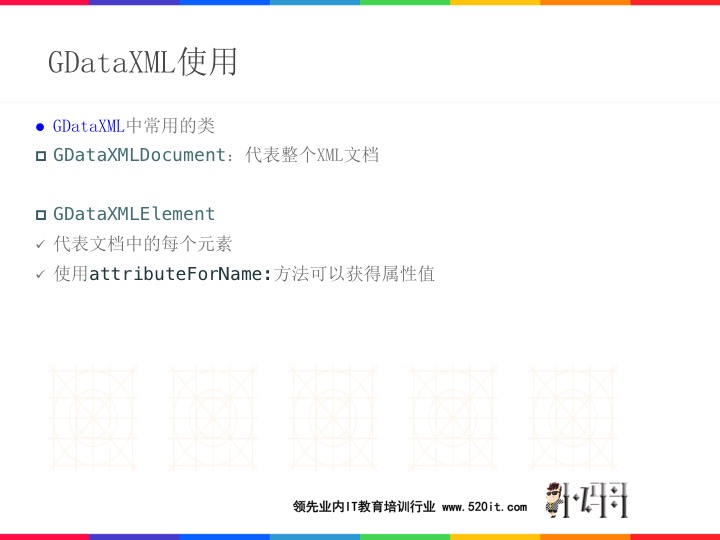 GDataXML使用
GDataXML中常用的类
GDataXMLDocument：代表整个XML文档
GDataXMLElement
代表文档中的每个元素
使用attributeForName:方法可以获得属性值
领先业内IT教育培训行业 www.520it.com
小码哥